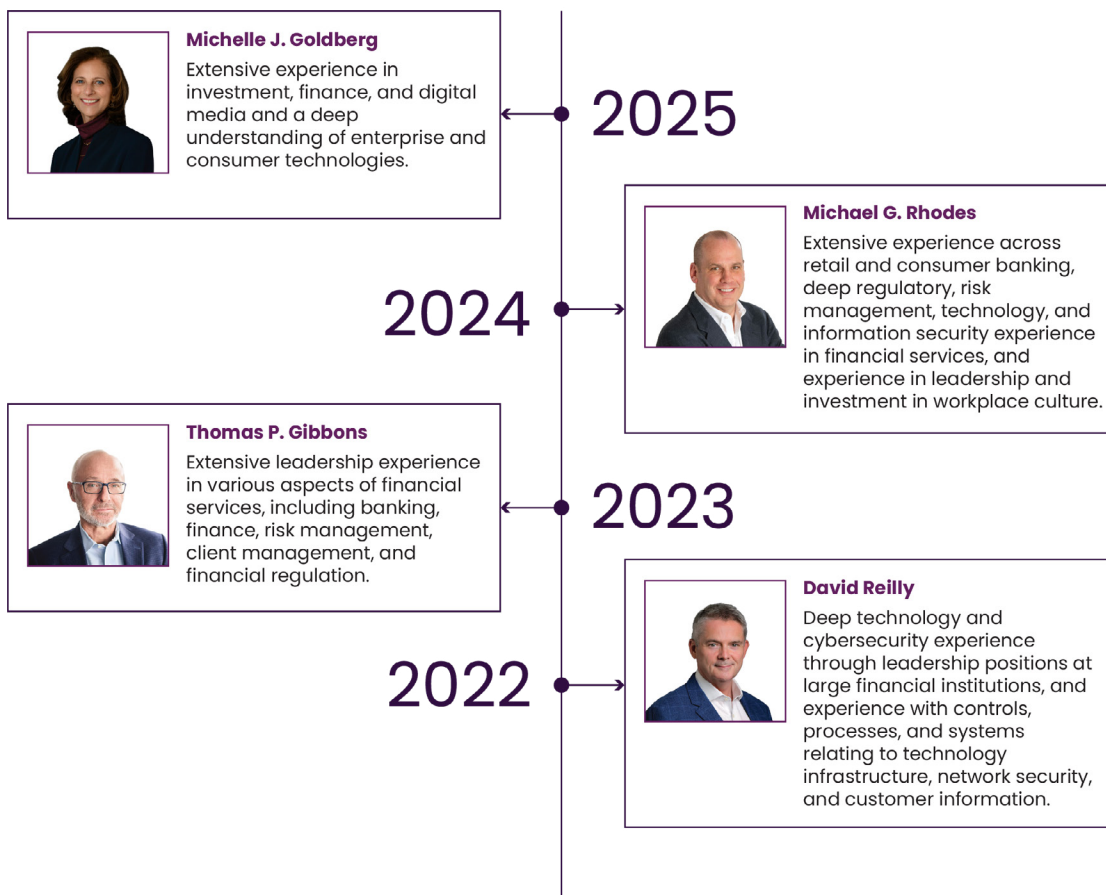 Michelle J. Goldberg
Extensive experience in
investment, finance, and digital
media and a deep
understanding of enterprise and
consumer technologies.
2025
Michael G. Rhodes
Extensive experience across
retail and consumer banking,
deep regulatory, risk
management, technology, and
information security experience
in financial services, and
experience in leadership and
investment in workplace culture.
2024
Thomas P. Gibbons
Extensive leadership experience
in various aspects of financial
services, including banking,
finance, risk management,
client management, and
financial regulation.
2023
David Reilly
Deep technology and
cybersecurity experience
through leadership positions at
large financial institutions, and
experience with controls,
processes, and systems
relating to technology
infrastructure, network security,
and customer information.
2022